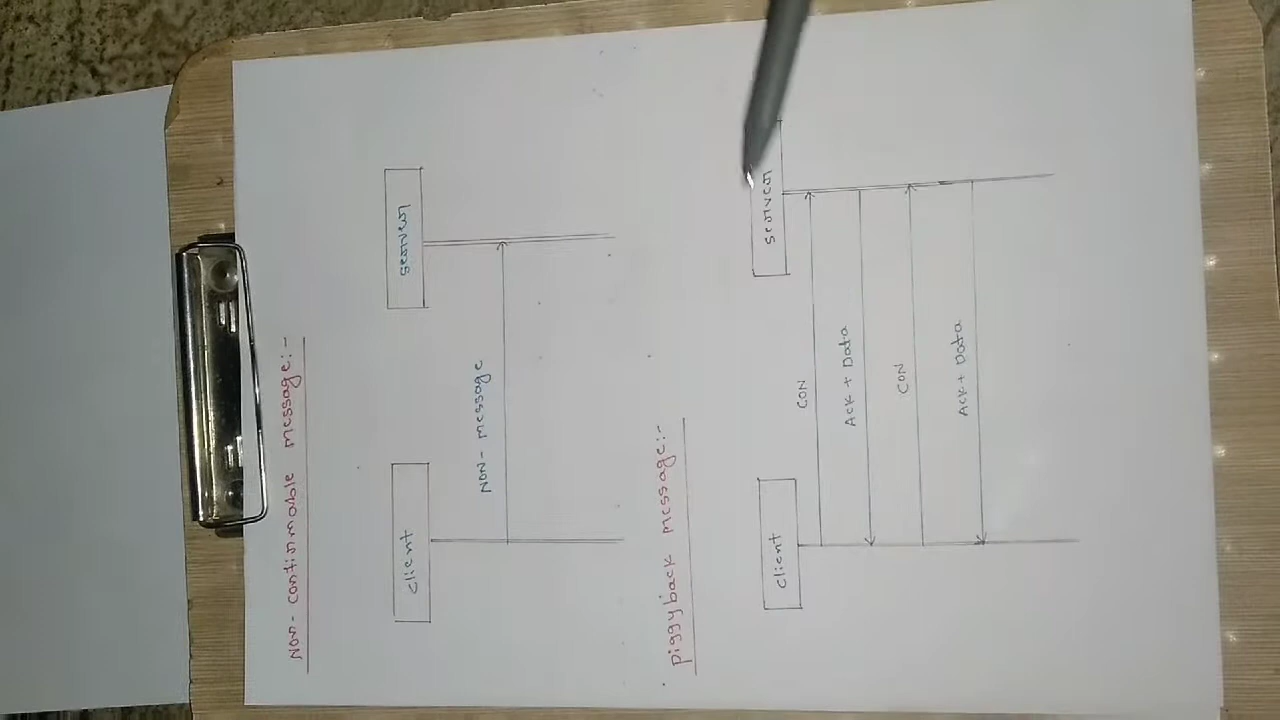 Non-confirmable message:-
client
server
NON-message
piggyback message:-
client
server
CON
Ack + Data
CON
Ack + Data